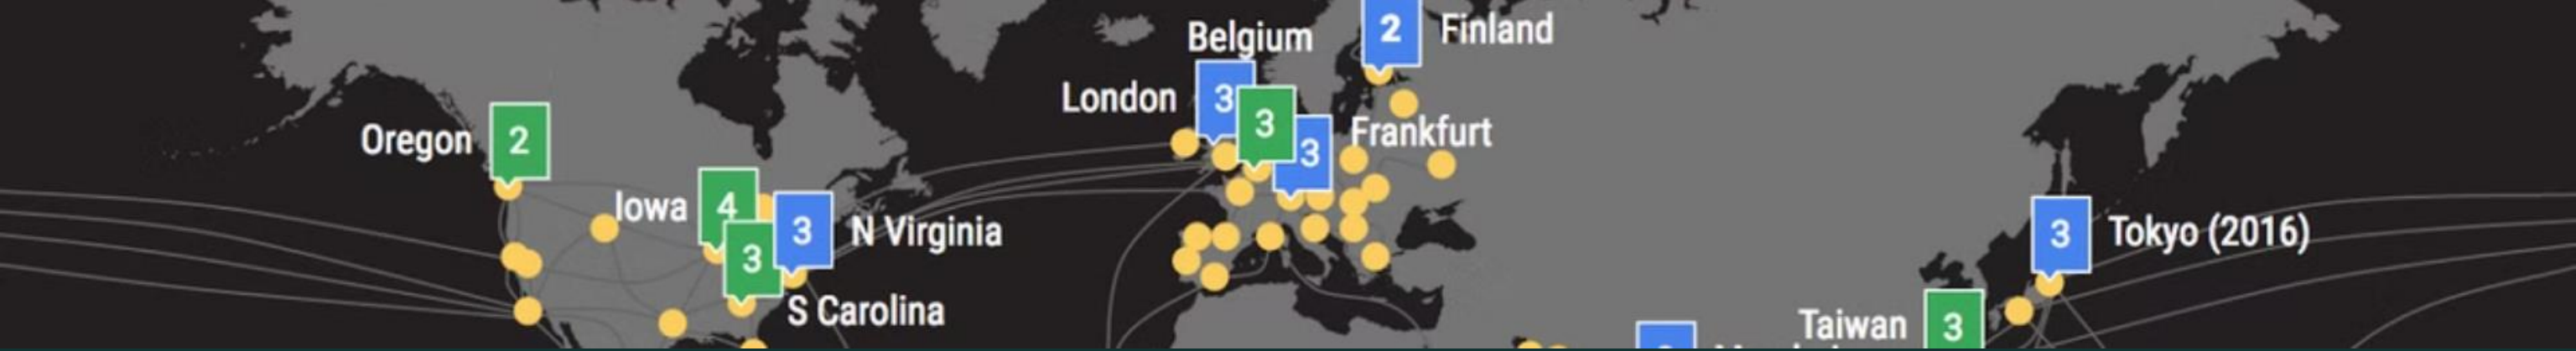 2 Finland
Belgium
London 3
3
3 Frankfurt
Oregon 2
Iowa 4
3 N Virginia
3
S Carolina
3 Tokyo (2016)
Taiwan 3